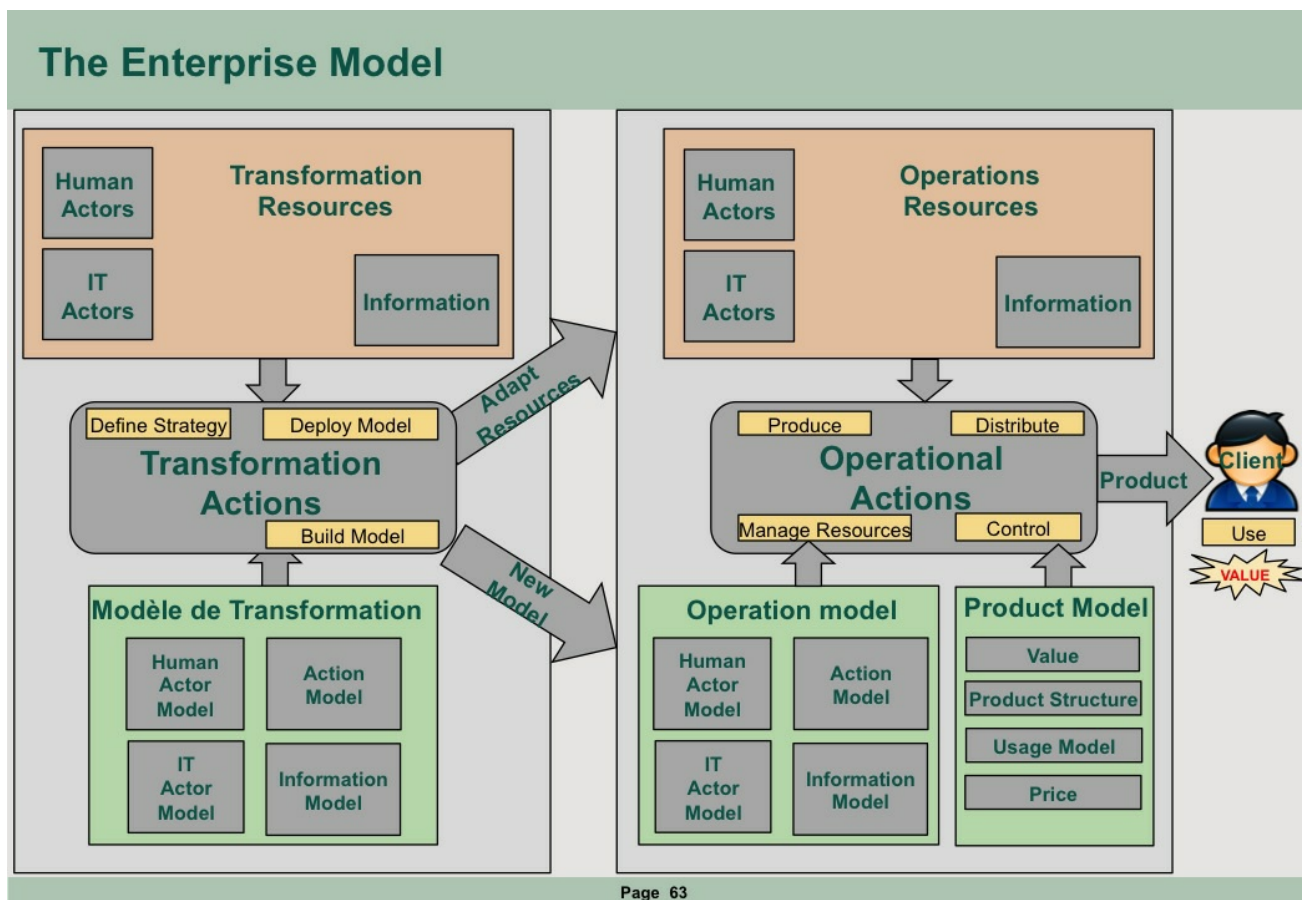 The Enterprise Model
Human
Actors
Transformation
Resources
IT
Actors
Information
Define Strategy
Deploy Model
Transformation
Actions
Build Model
Adapt
Resources
New
Model
Modèle de Transformation
Human
Actor
Model
Action
Model
IT
Actor
Model
Information
Model
Human
Actors
Operations
Resources
IT
Actors
Information
Produce
Distribute
Operational
Actions
Manage Resources
Control
Product
Client
Use
VALUE
Operation model
Human
Actor
Model
Action
Model
IT
Actor
Model
Information
Model
Product Model
Value
Product Structure
Usage Model
Price
Page 63